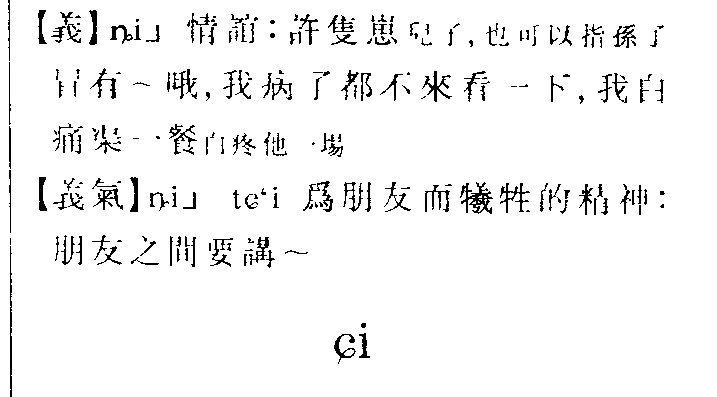 【義】ȵi˩ 情誼：許隻崽兒子，也可以指孫子
冇有～哦，我病了都不來看一下，我白
痛渠一餐白疼他一場
【義氣】ȵi˩ tɕʻi 爲朋友而犧牲的精神：
朋友之間要講～
ɕi